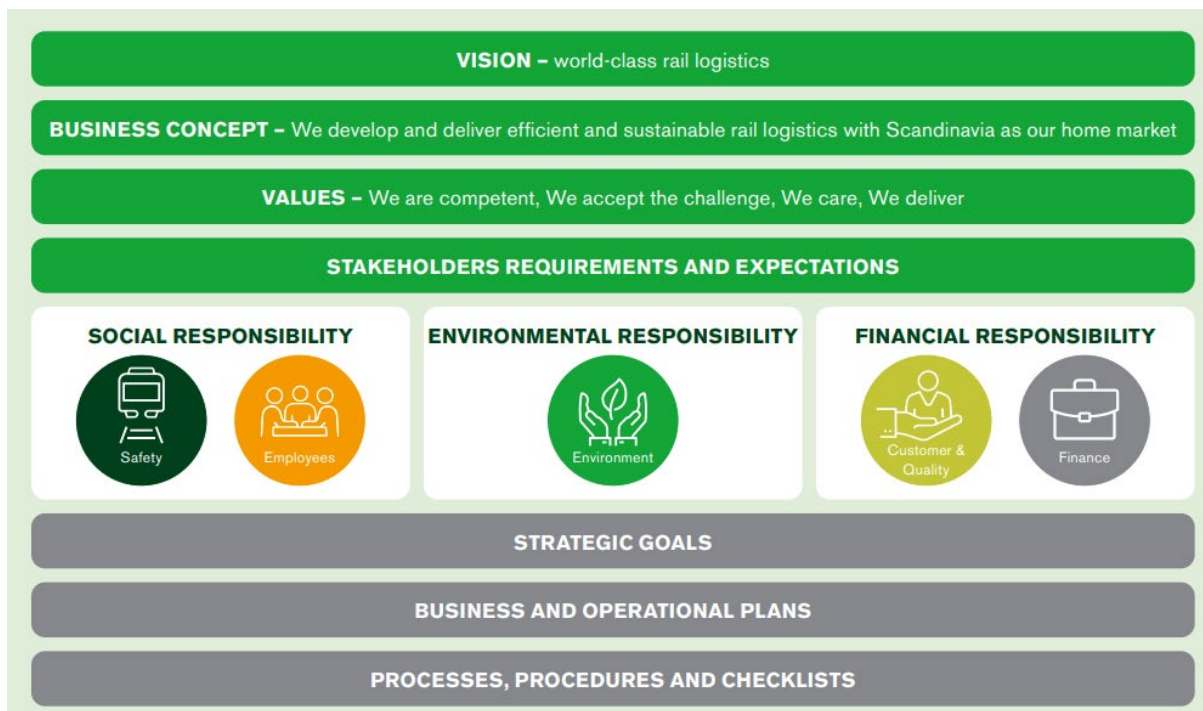 VISION – world-class rail logistics
BUSINESS CONCEPT – We develop and deliver efficient and sustainable rail logistics with Scandinavia as our home market
VALUES – We are competent, We accept the challenge, We care, We deliver
STAKEHOLDERS REQUIREMENTS AND EXPECTATIONS
SOCIAL RESPONSIBILITY
Safety
Employees
ENVIRONMENTAL RESPONSIBILITY
Environment
FINANCIAL RESPONSIBILITY
Customer &
Quality
Finance
STRATEGIC GOALS
BUSINESS AND OPERATIONAL PLANS
PROCESSES, PROCEDURES AND CHECKLISTS